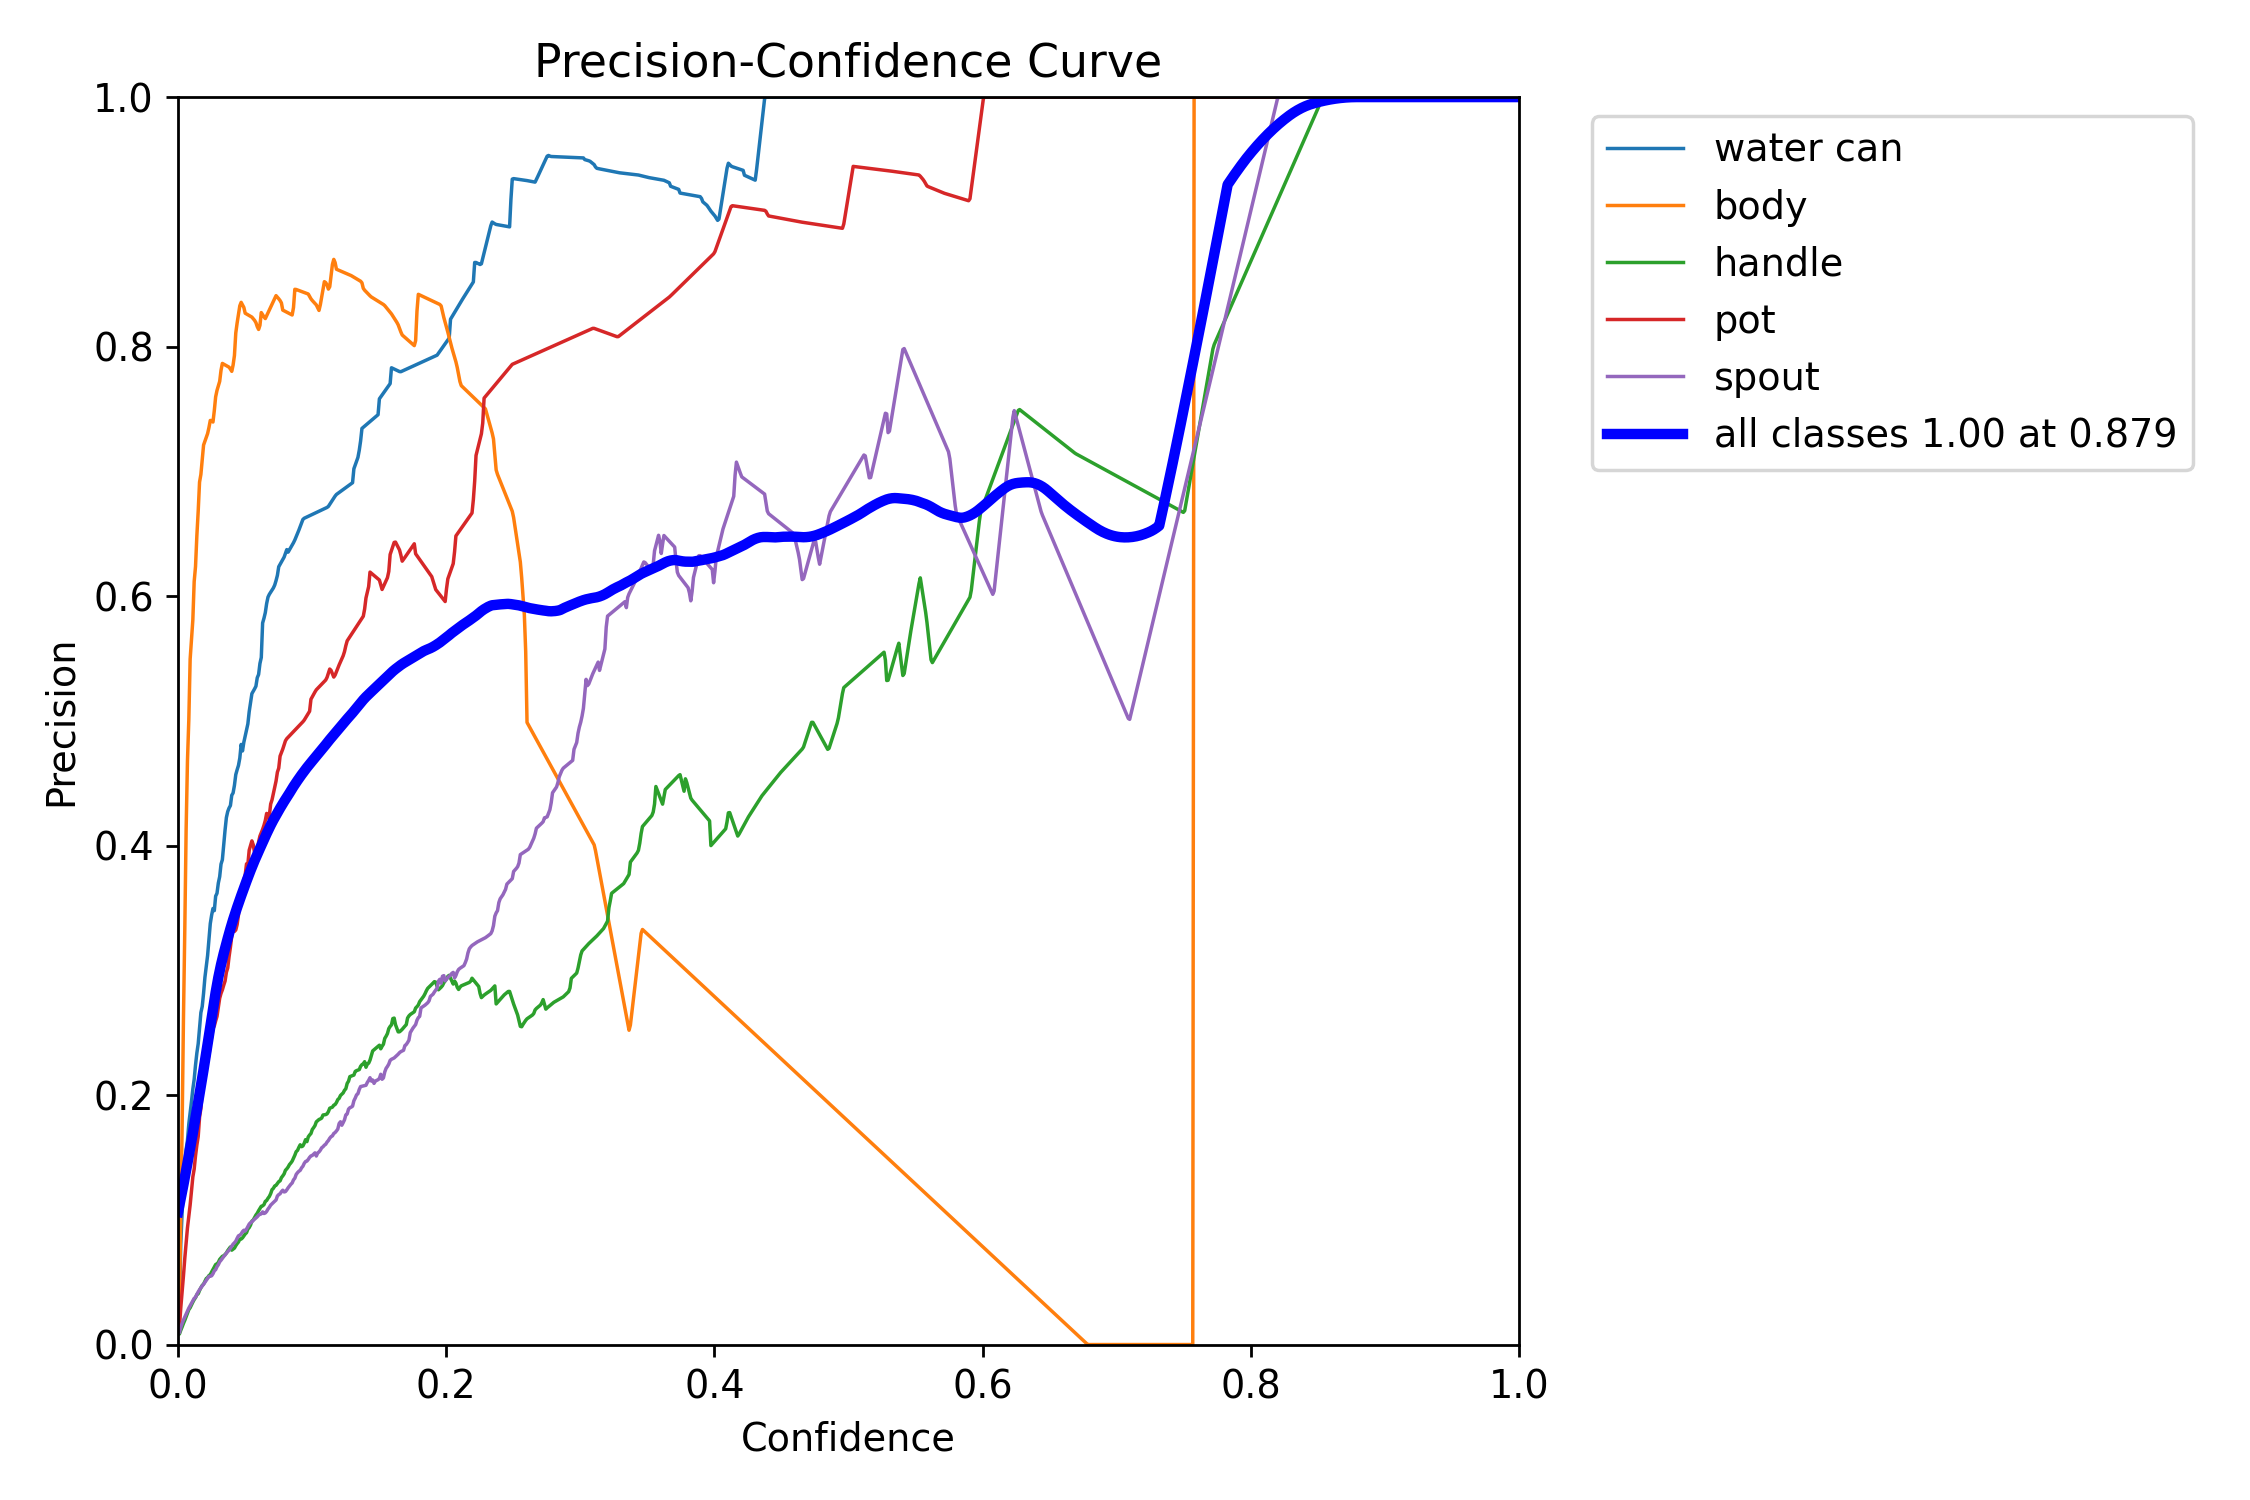 Precision-Confidence Curve
1.0
0.8
0.6
0.4
0.2
0.0
Precision
0.0 0.2 0.4 0.6 0.8 1.0
Confidence
water can
body
handle
pot
spout
all classes 1.00 at 0.879